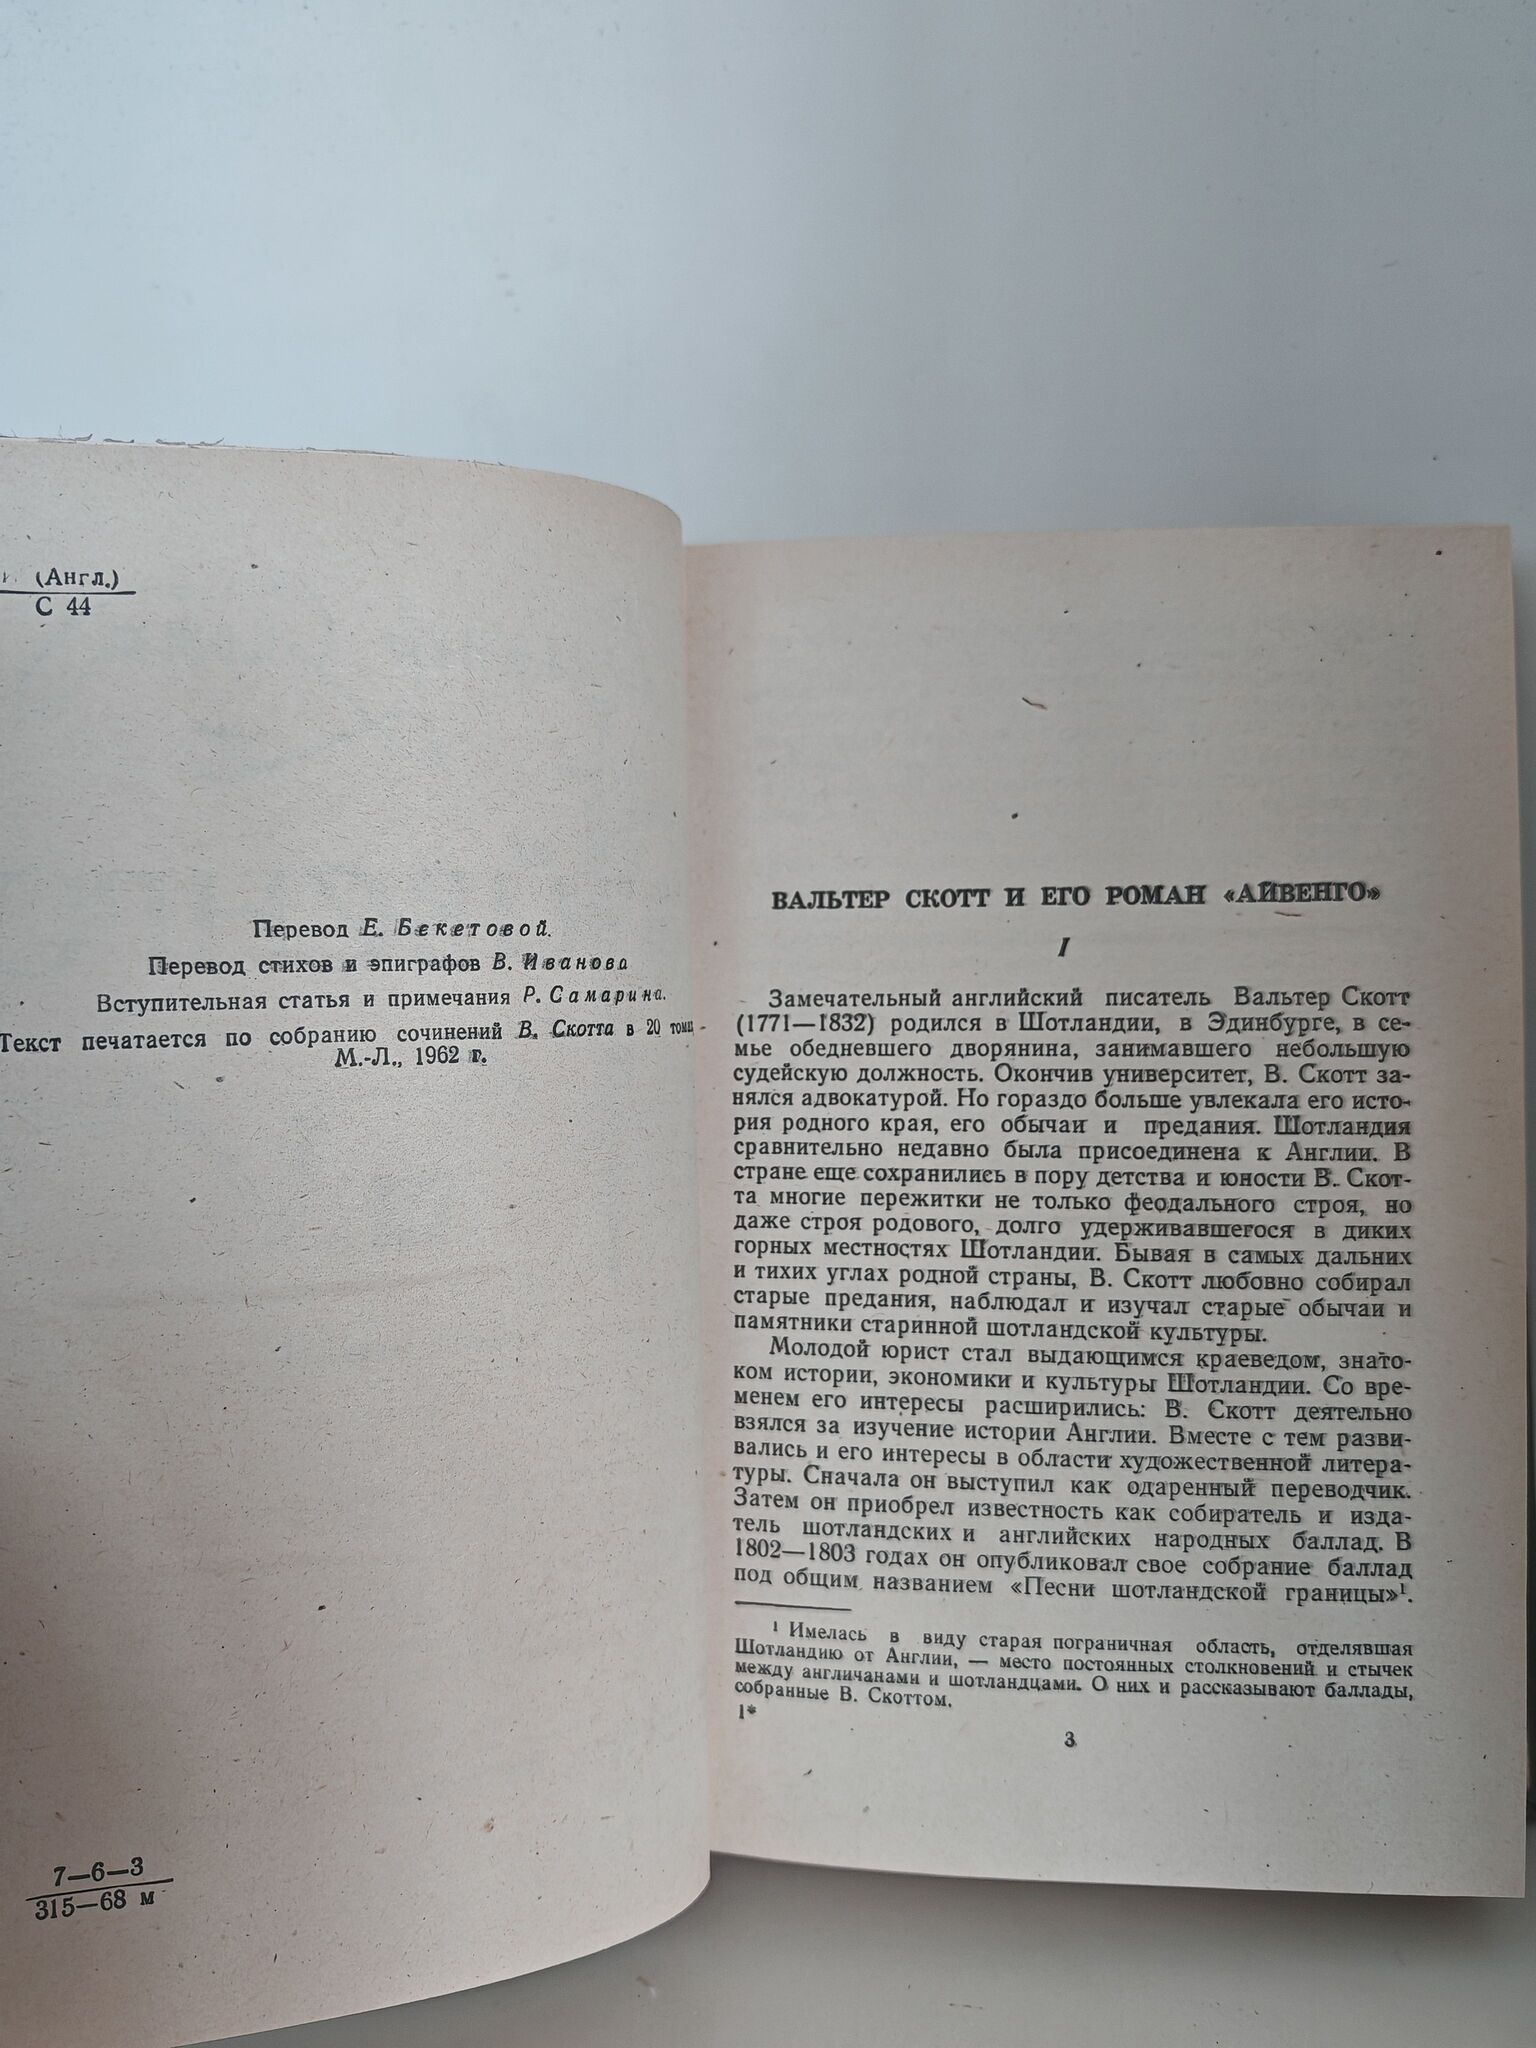 (Англ.)
С 44
Перевод Е. Бекетовой.
Перевод стихов и эпиграфов В. Иванова
Вступительная статья и примечания Р. Самарина.
Текст печатается по собранию сочинений В. Скотта в 20 томах
М.-Л., 1962 г.
7—6—3
315—68 м
ВАЛЬТЕР СКОТТ И ЕГО РОМАН «АЙВЕНГО»
I
Замечательный английский писатель Вальтер Скотт
(1771—1832) родился в Шотландии, в Эдинбурге, в се-
мье обедневшего дворянина, занимавшего небольшую
судейскую должность. Окончив университет, В. Скотт за-
нялся адвокатурой. Но гораздо больше увлекала его исто-
рия родного края, его обычаи и предания. Шотландия
сравнительно недавно была присоединена к Англии. В
стране еще сохранились в пору детства и юности В. Скот-
та многие пережитки не только феодального строя, но
даже строя родового, долго удерживавшегося в диких
горных местностях Шотландии. Бывая в самых дальних
и тихих углах родной страны, В. Скотт любовно собирал
старые предания, наблюдал и изучал старые обычаи и
памятники старинной шотландской культуры.
Молодой юрист стал выдающимся краеведом, знато-
ком истории, экономики и культуры Шотландии. Со вре-
менем его интересы расширились: В. Скотт деятельно
взялся за изучение истории Англии. Вместе с тем разви-
вались и его интересы в области художественной литера-
туры. Сначала он выступил как одаренный переводчик.
Затем он приобрел известность как собиратель и изда-
тель шотландских и английских народных баллад. В
1802—1803 годах он опубликовал свое собрание баллад
под общим названием «Песни шотландской границы»¹.
¹ Имелась в виду старая пограничная область, отделявшая
Шотландию от Англии, — место постоянных столкновений и стычек
между англичанами и шотландцами. О них и рассказывают баллады,
собранные В. Скоттом.
1*
3